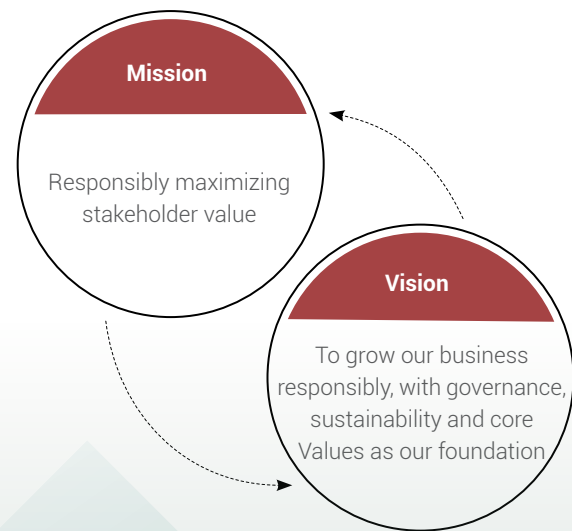 Mission
Responsibly maximizing
stakeholder value
Vision
To grow our business
responsibly, with governance,
sustainability and core
Values as our foundation